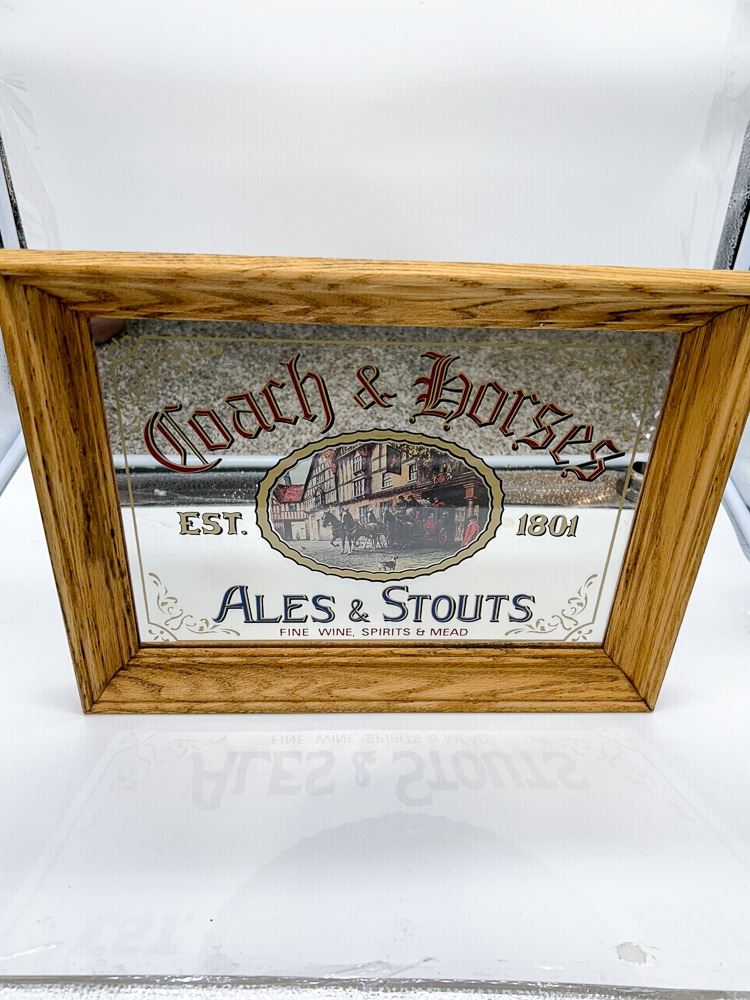 Coach & Horses
EST. 1801
ALES & STOUTS
FINE WINE, SPIRITS & MEAD